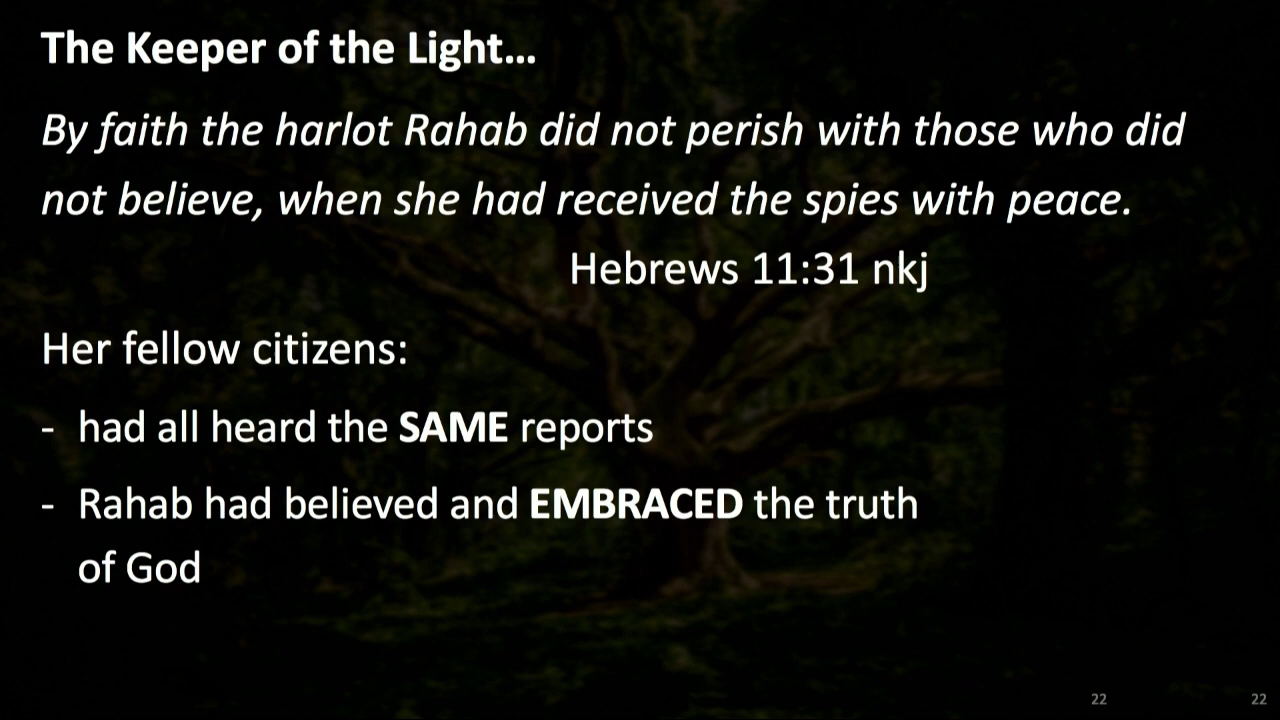 The Keeper of the Light...
By faith the harlot Rahab did not perish with those who did
not believe, when she had received the spies with peace.
Hebrews 11:31 nkj
Her fellow citizens:
- had all heard the SAME reports
- Rahab had believed and EMBRACED the truth
of God
22 22